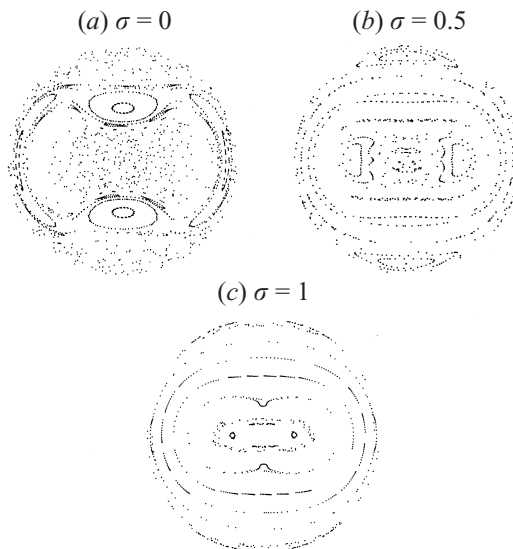 (a) σ = 0
(b) σ = 0.5
(c) σ = 1